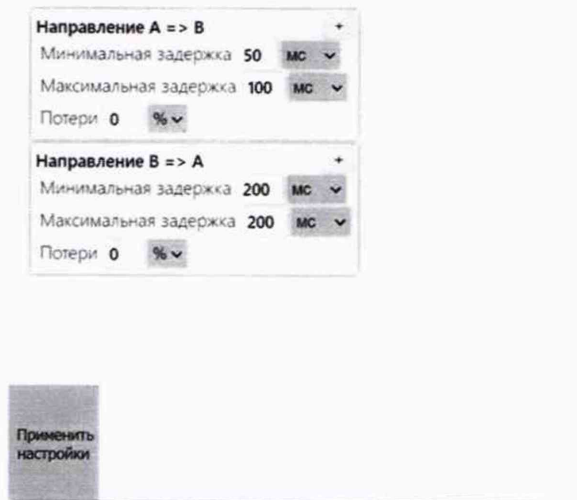 Направление A => B +
Минимальная задержка 50 мс
Максимальная задержка 100 мс
Потери 0 %
Направление B => A +
Минимальная задержка 200 мс
Максимальная задержка 200 мс
Потери 0 %
Применить
настройки